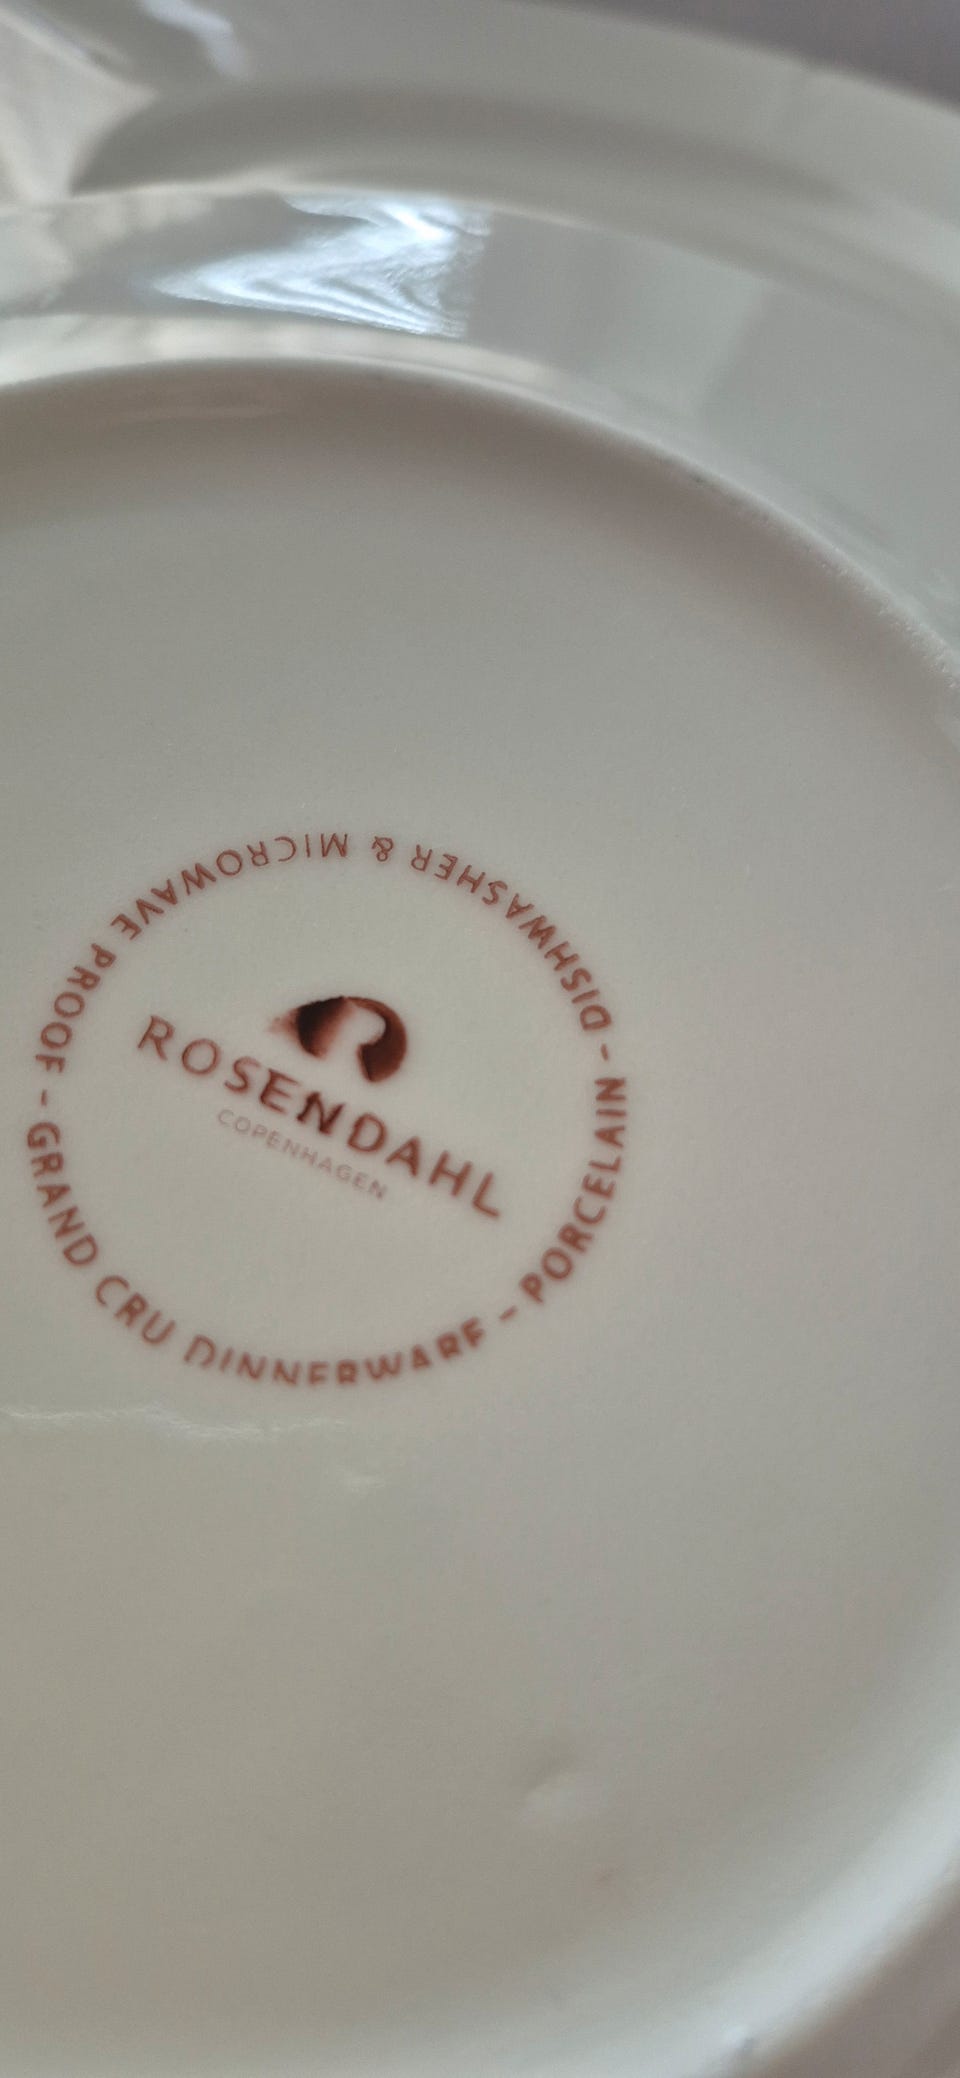 ROSENDAHL
COPENHAGEN
GRAND CRU DINNERWARE - PORCELAIN - DISHWASHER & MICROWAVE PROOF -